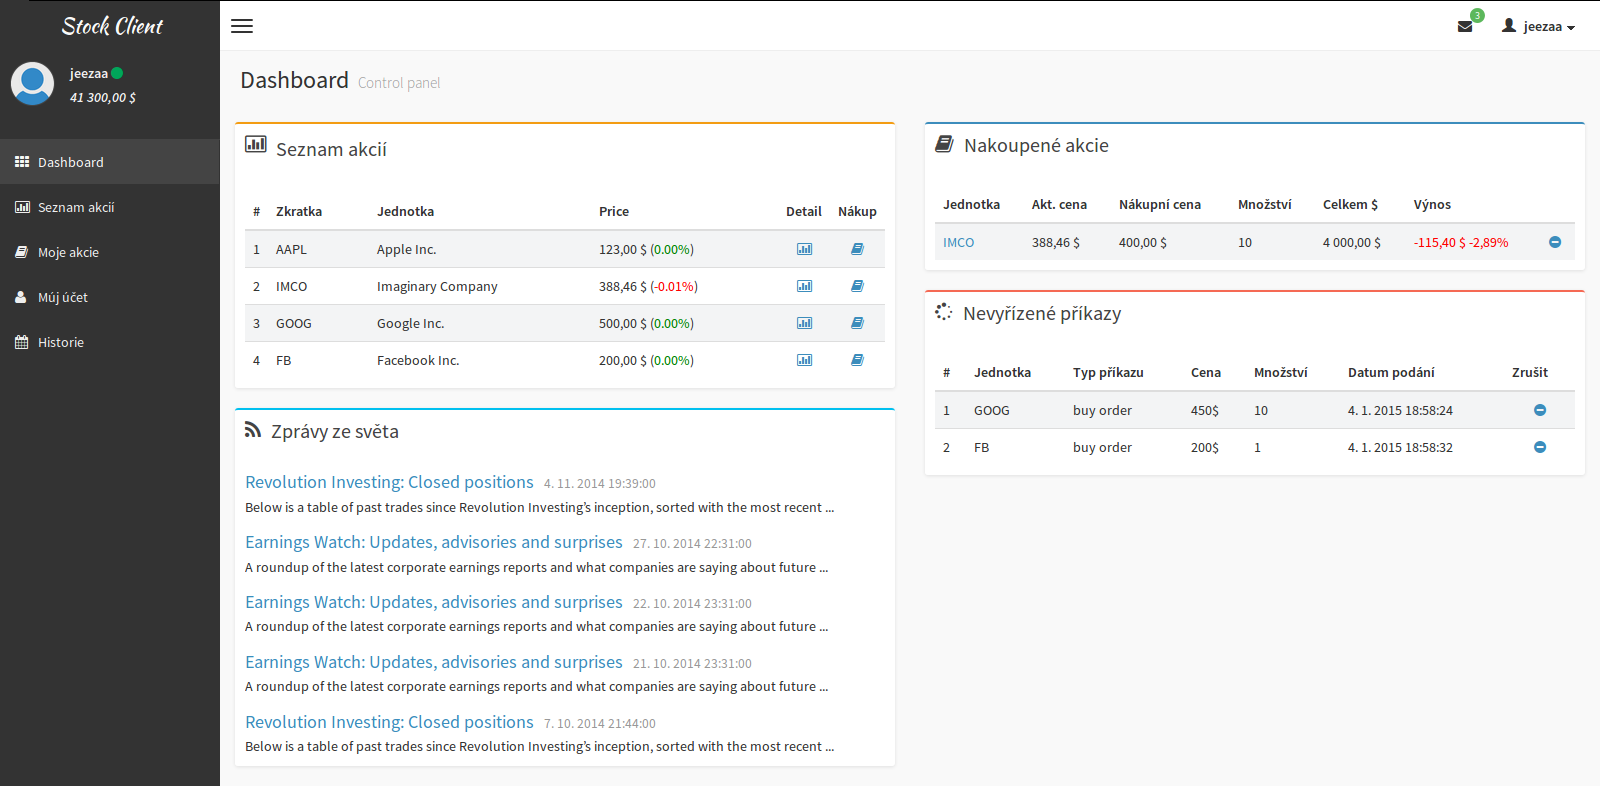 Stock Client
jeezaa
41 300,00 $
Dashboard
Seznam akcií
Moje akcie
Múj účet
Historie
3
jeezaa
Dashboard Control panel
Seznam akcií
# Zkratka Jednotka Price Detail Nákup
1 AAPL Apple Inc. 123,00 $ (0.00%)
2 IMCO Imaginary Company 388,46 $ (-0.01%)
3 GOOG Google Inc. 500,00 $ (0.00%)
4 FB Facebook Inc. 200,00 $ (0.00%)
Zprávy ze světa
Revolution Investing: Closed positions 4. 11. 2014 19:39:00
Below is a table of past trades since Revolution Investing’s inception, sorted with the most recent ...
Earnings Watch: Updates, advisories and surprises 27. 10. 2014 22:31:00
A roundup of the latest corporate earnings reports and what companies are saying about future ...
Earnings Watch: Updates, advisories and surprises 22. 10. 2014 23:31:00
A roundup of the latest corporate earnings reports and what companies are saying about future ...
Earnings Watch: Updates, advisories and surprises 21. 10. 2014 23:31:00
A roundup of the latest corporate earnings reports and what companies are saying about future ...
Revolution Investing: Closed positions 7. 10. 2014 21:44:00
Below is a table of past trades since Revolution Investing’s inception, sorted with the most recent ...
Nakoupené akcie
Jednotka Akt. cena Nákupní cena Množství Celkem $ Výnos
IMCO 388,46 $ 400,00 $ 10 4 000,00 $ -115,40 $ -2,89%
Nevyřízené příkazy
# Jednotka Typ příkazu Cena Množství Datum podání Zrušit
1 GOOG buy order 450$ 10 4. 1. 2015 18:58:24
2 FB buy order 200$ 1 4. 1. 2015 18:58:32